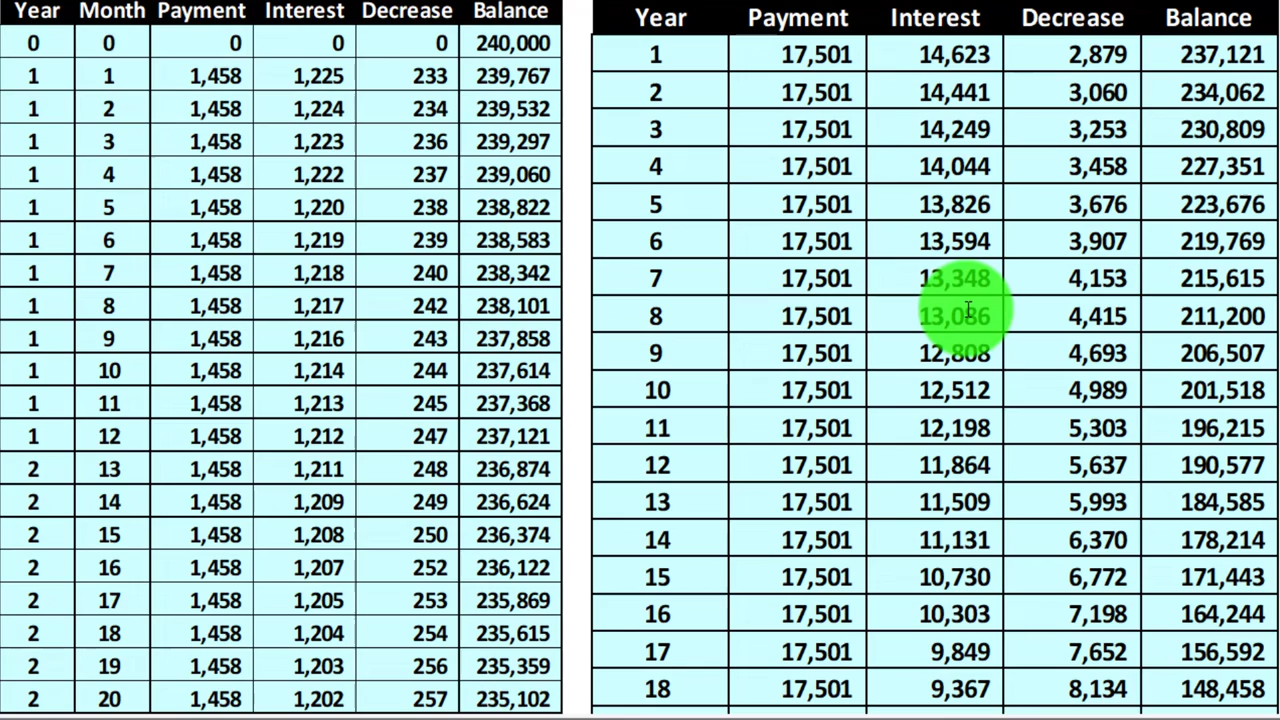 Year Month Payment Interest Decrease Balance
0 0 0 0 0 240,000
1 1 1,458 1,225 233 239,767
1 2 1,458 1,224 234 239,532
1 3 1,458 1,223 236 239,297
1 4 1,458 1,222 237 239,060
1 5 1,458 1,220 238 238,822
1 6 1,458 1,219 239 238,583
1 7 1,458 1,218 240 238,342
1 8 1,458 1,217 242 238,101
1 9 1,458 1,216 243 237,858
1 10 1,458 1,214 244 237,614
1 11 1,458 1,213 245 237,368
1 12 1,458 1,212 247 237,121
2 13 1,458 1,211 248 236,874
2 14 1,458 1,209 249 236,624
2 15 1,458 1,208 250 236,374
2 16 1,458 1,207 252 236,122
2 17 1,458 1,205 253 235,869
2 18 1,458 1,204 254 235,615
2 19 1,458 1,203 256 235,359
2 20 1,458 1,202 257 235,102
Year Payment Interest Decrease Balance
1 17,501 14,623 2,879 237,121
2 17,501 14,441 3,060 234,062
3 17,501 14,249 3,253 230,809
4 17,501 14,044 3,458 227,351
5 17,501 13,826 3,676 223,676
6 17,501 13,594 3,907 219,769
7 17,501 13,348 4,153 215,615
8 17,501 13,086 4,415 211,200
9 17,501 12,808 4,693 206,507
10 17,501 12,512 4,989 201,518
11 17,501 12,198 5,303 196,215
12 17,501 11,864 5,637 190,577
13 17,501 11,509 5,993 184,585
14 17,501 11,131 6,370 178,214
15 17,501 10,730 6,772 171,443
16 17,501 10,303 7,198 164,244
17 17,501 9,849 7,652 156,592
18 17,501 9,367 8,134 148,458